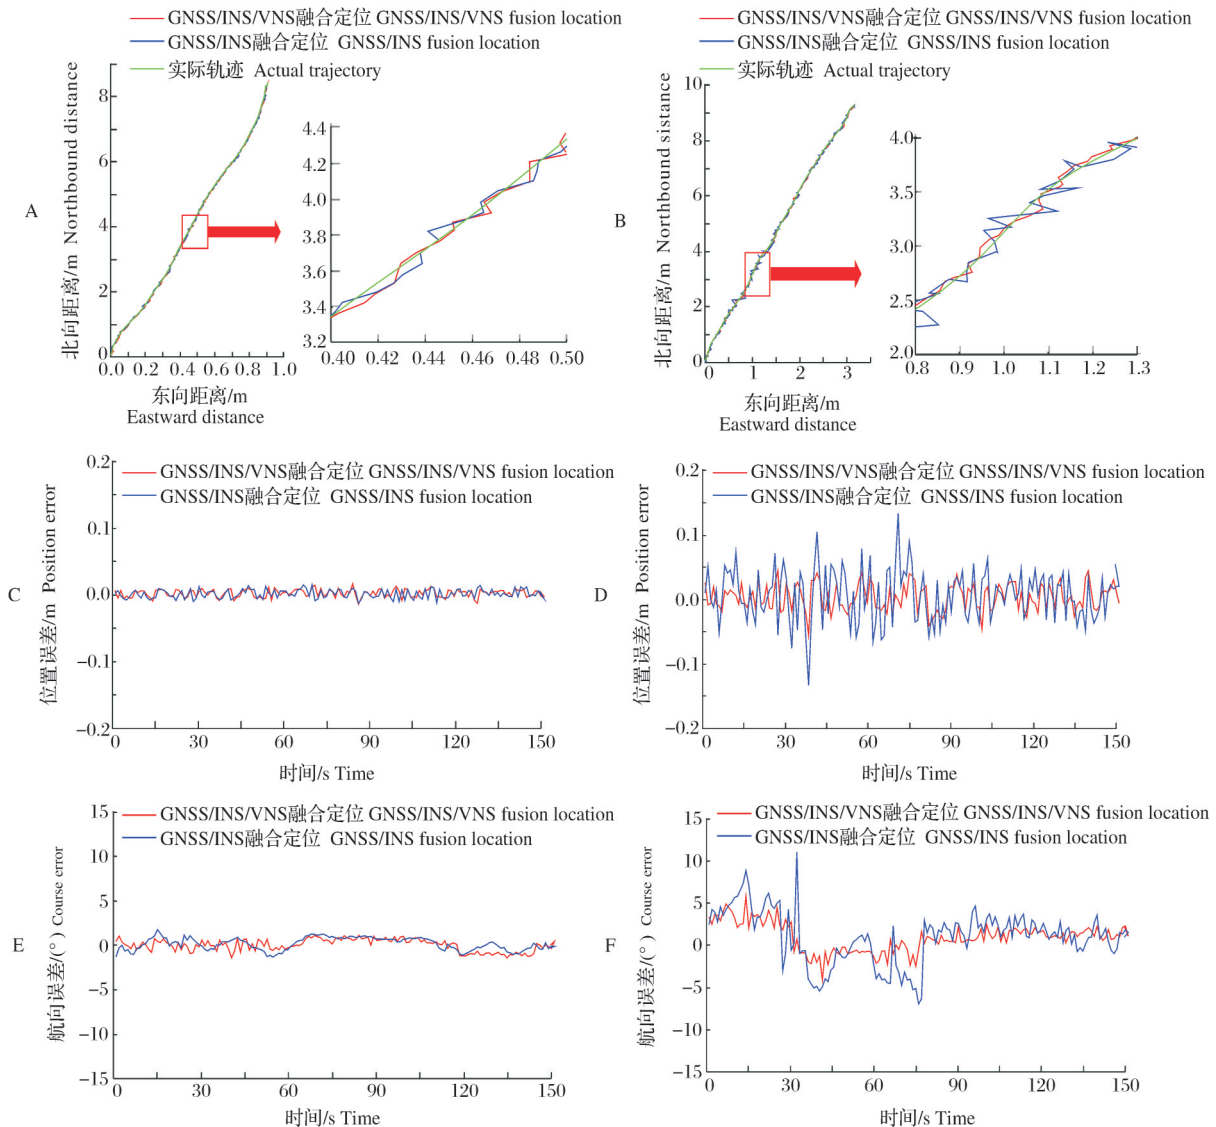 GNSS/INS/VNS融合定位 GNSS/INS/VNS fusion location
GNSS/INS融合定位 GNSS/INS fusion location
实际轨迹 Actual trajectory
A
北向距离/m Northbound distance
8
6
4
2
0
0.0 0.2 0.4 0.6 0.8 1.0
东向距离/m
Eastward distance
4.4
4.2
4.0
3.8
3.6
3.4
3.2
0.40 0.42 0.44 0.46 0.48 0.50
GNSS/INS/VNS融合定位 GNSS/INS/VNS fusion location
GNSS/INS融合定位 GNSS/INS fusion location
实际轨迹 Actual trajectory
B
北向距离/m Northbound sistance
10
8
6
4
2
0
0 1 2 3
东向距离/m
Eastward distance
4.0
3.5
3.0
2.5
2.0
0.8 0.9 1.0 1.1 1.2 1.3
C
位置误差/m Position error
GNSS/INS/VNS融合定位 GNSS/INS/VNS fusion location
GNSS/INS融合定位 GNSS/INS fusion location
0.2
0.1
0.0
−0.1
−0.2
0 30 60 90 120 150
时间/s Time
D
位置误差/m Position error
GNSS/INS/VNS融合定位 GNSS/INS/VNS fusion location
GNSS/INS融合定位 GNSS/INS fusion location
0.2
0.1
0.0
−0.1
−0.2
0 30 60 90 120 150
时间/s Time
E
航向误差/(°) Course error
GNSS/INS/VNS融合定位 GNSS/INS/VNS fusion location
GNSS/INS融合定位 GNSS/INS fusion location
15
10
5
0
−5
−10
−15
0 30 60 90 120 150
时间/s Time
F
航向误差/(°) Course error
GNSS/INS/VNS融合定位 GNSS/INS/VNS fusion location
GNSS/INS融合定位 GNSS/INS fusion location
15
10
5
0
−5
−10
−15
0 30 60 90 120 150
时间/s Time